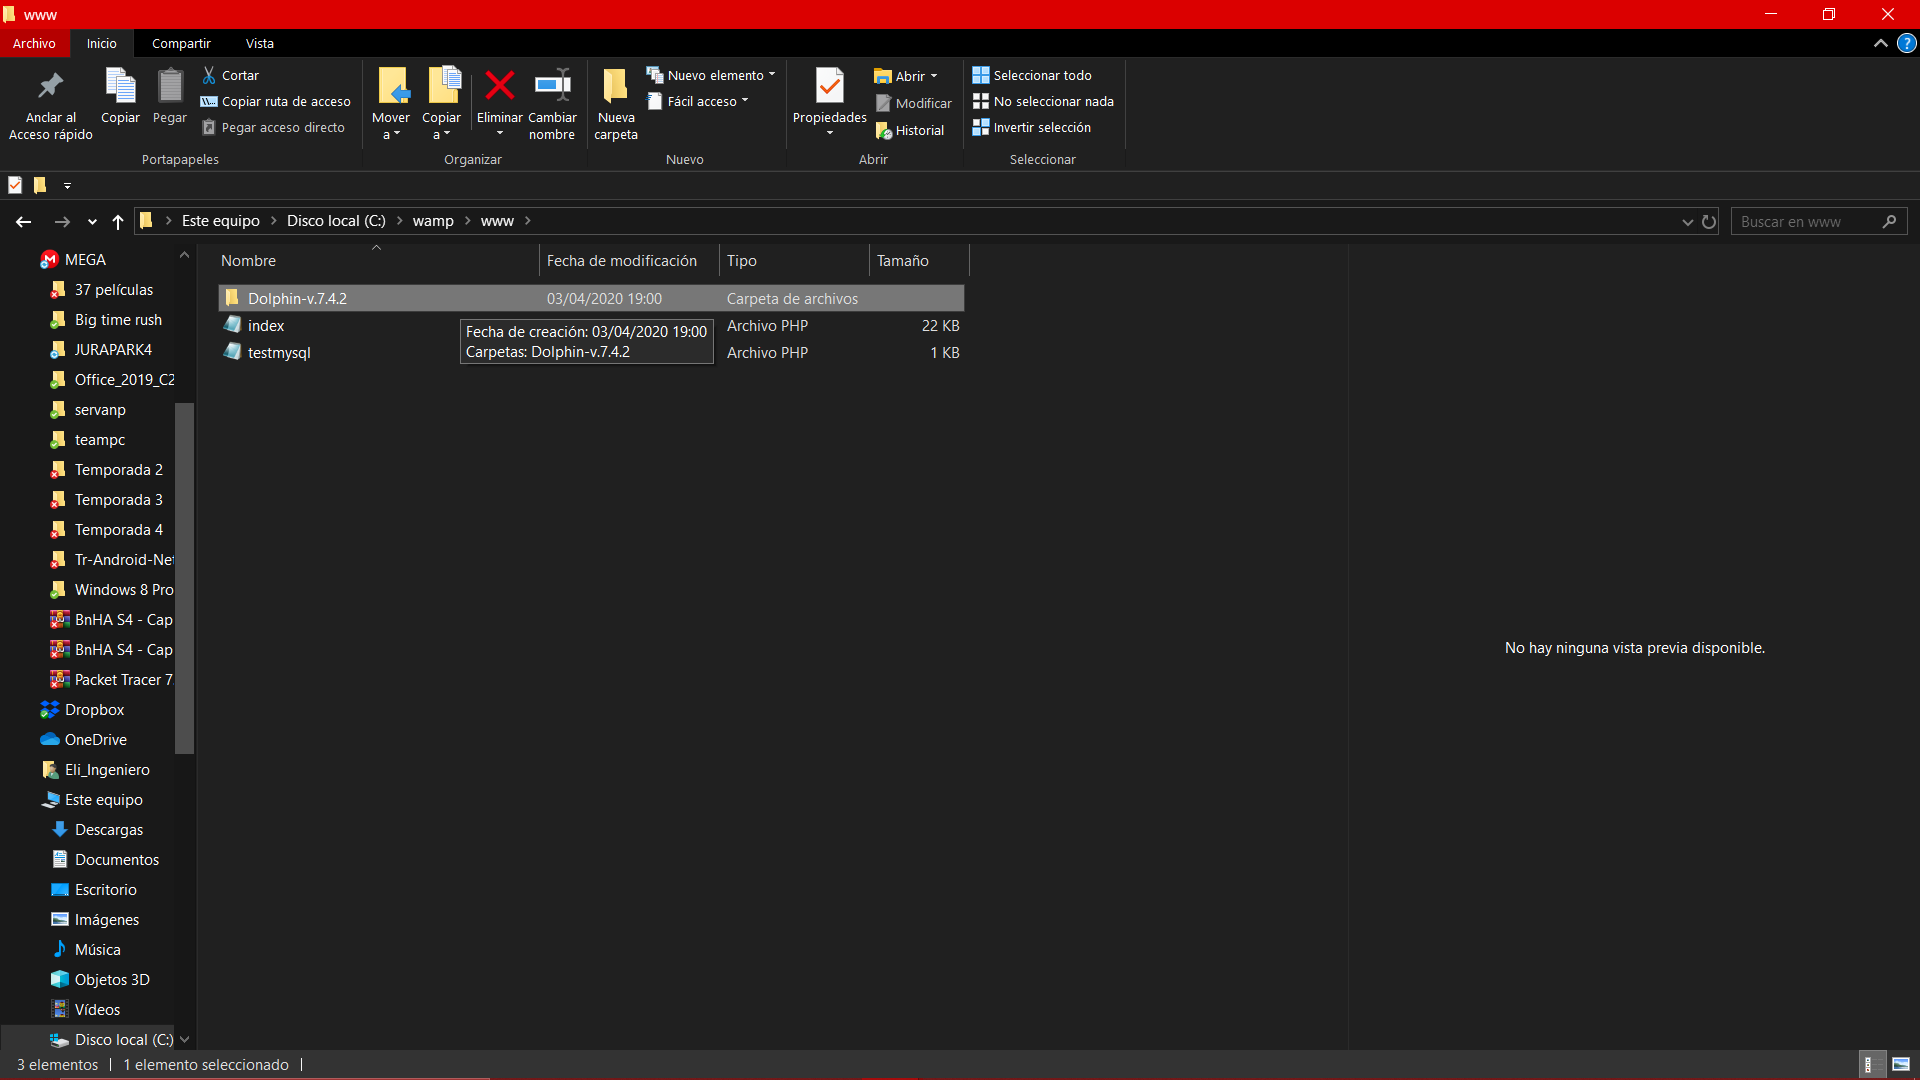 www
Archivo
Inicio
Compartir
Vista
Anclar al
Acceso rápido
Copiar
Pegar
Cortar
Copiar ruta de acceso
Pegar acceso directo
Portapapeles
Mover
a
Copiar
a
Eliminar
Cambiar
nombre
Organizar
Nueva
carpeta
Nuevo elemento
Fácil acceso
Nuevo
Propiedades
Abrir
Modificar
Historial
Abrir
Seleccionar todo
No seleccionar nada
Invertir selección
Seleccionar
Este equipo
Disco local (C:)
wamp
www
Buscar en www
MEGA
37 películas
Big time rush
JURAPARK4
Office_2019_C2
servanp
teampc
Temporada 2
Temporada 3
Temporada 4
Tr-Android-Net
Windows 8 Pro
BnHA S4 - Cap
BnHA S4 - Cap
Packet Tracer 7.
Dropbox
OneDrive
Eli_Ingeniero
Este equipo
Descargas
Documentos
Escritorio
Imágenes
Música
Objetos 3D
Vídeos
Disco local (C:)
Nombre Fecha de modificación Tipo Tamaño
Dolphin-v.7.4.2 03/04/2020 19:00 Carpeta de archivos
index Archivo PHP 22 KB
testmysql Archivo PHP 1 KB
Fecha de creación: 03/04/2020 19:00
Carpetas: Dolphin-v.7.4.2
No hay ninguna vista previa disponible.
3 elementos
1 elemento seleccionado